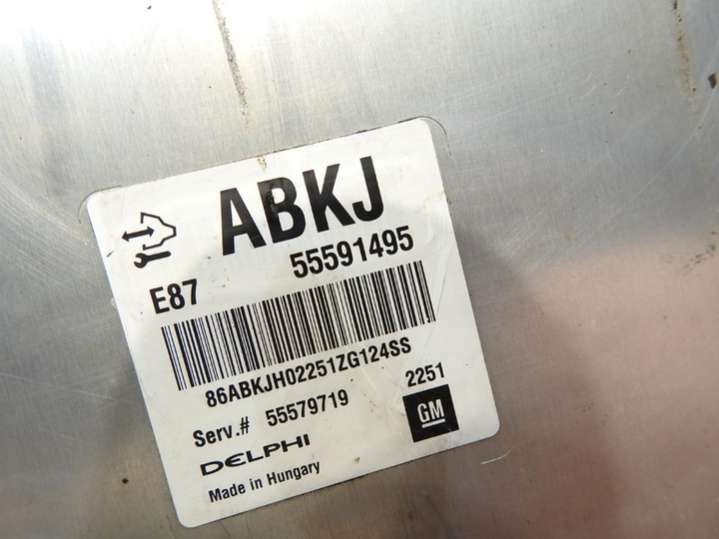 ABKJ
55591495
E87
86ABKJH02251ZG124SS
Serv.# 55579719
2251
DELPHI
GM
Made in Hungary